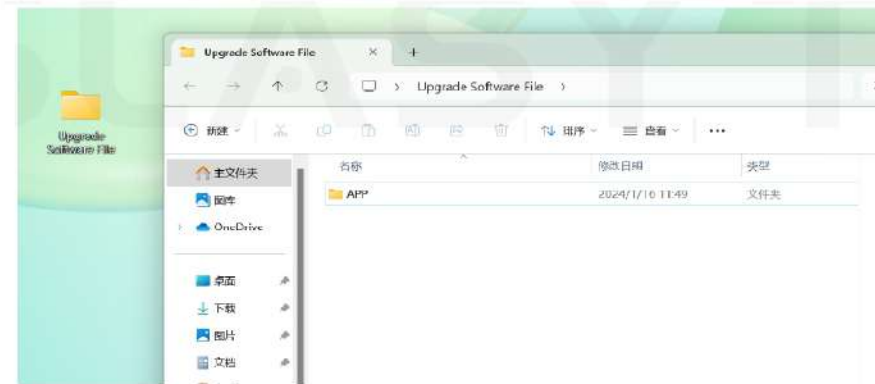 Upgrade Software File
Upgrade Software File
新建
排序
查看
Upgrade
Software File
主文件夹
图库
OneDrive
桌面
下载
图片
文档
名称
修改日期
类型
APP
2024/1/16 11:49
文件夹